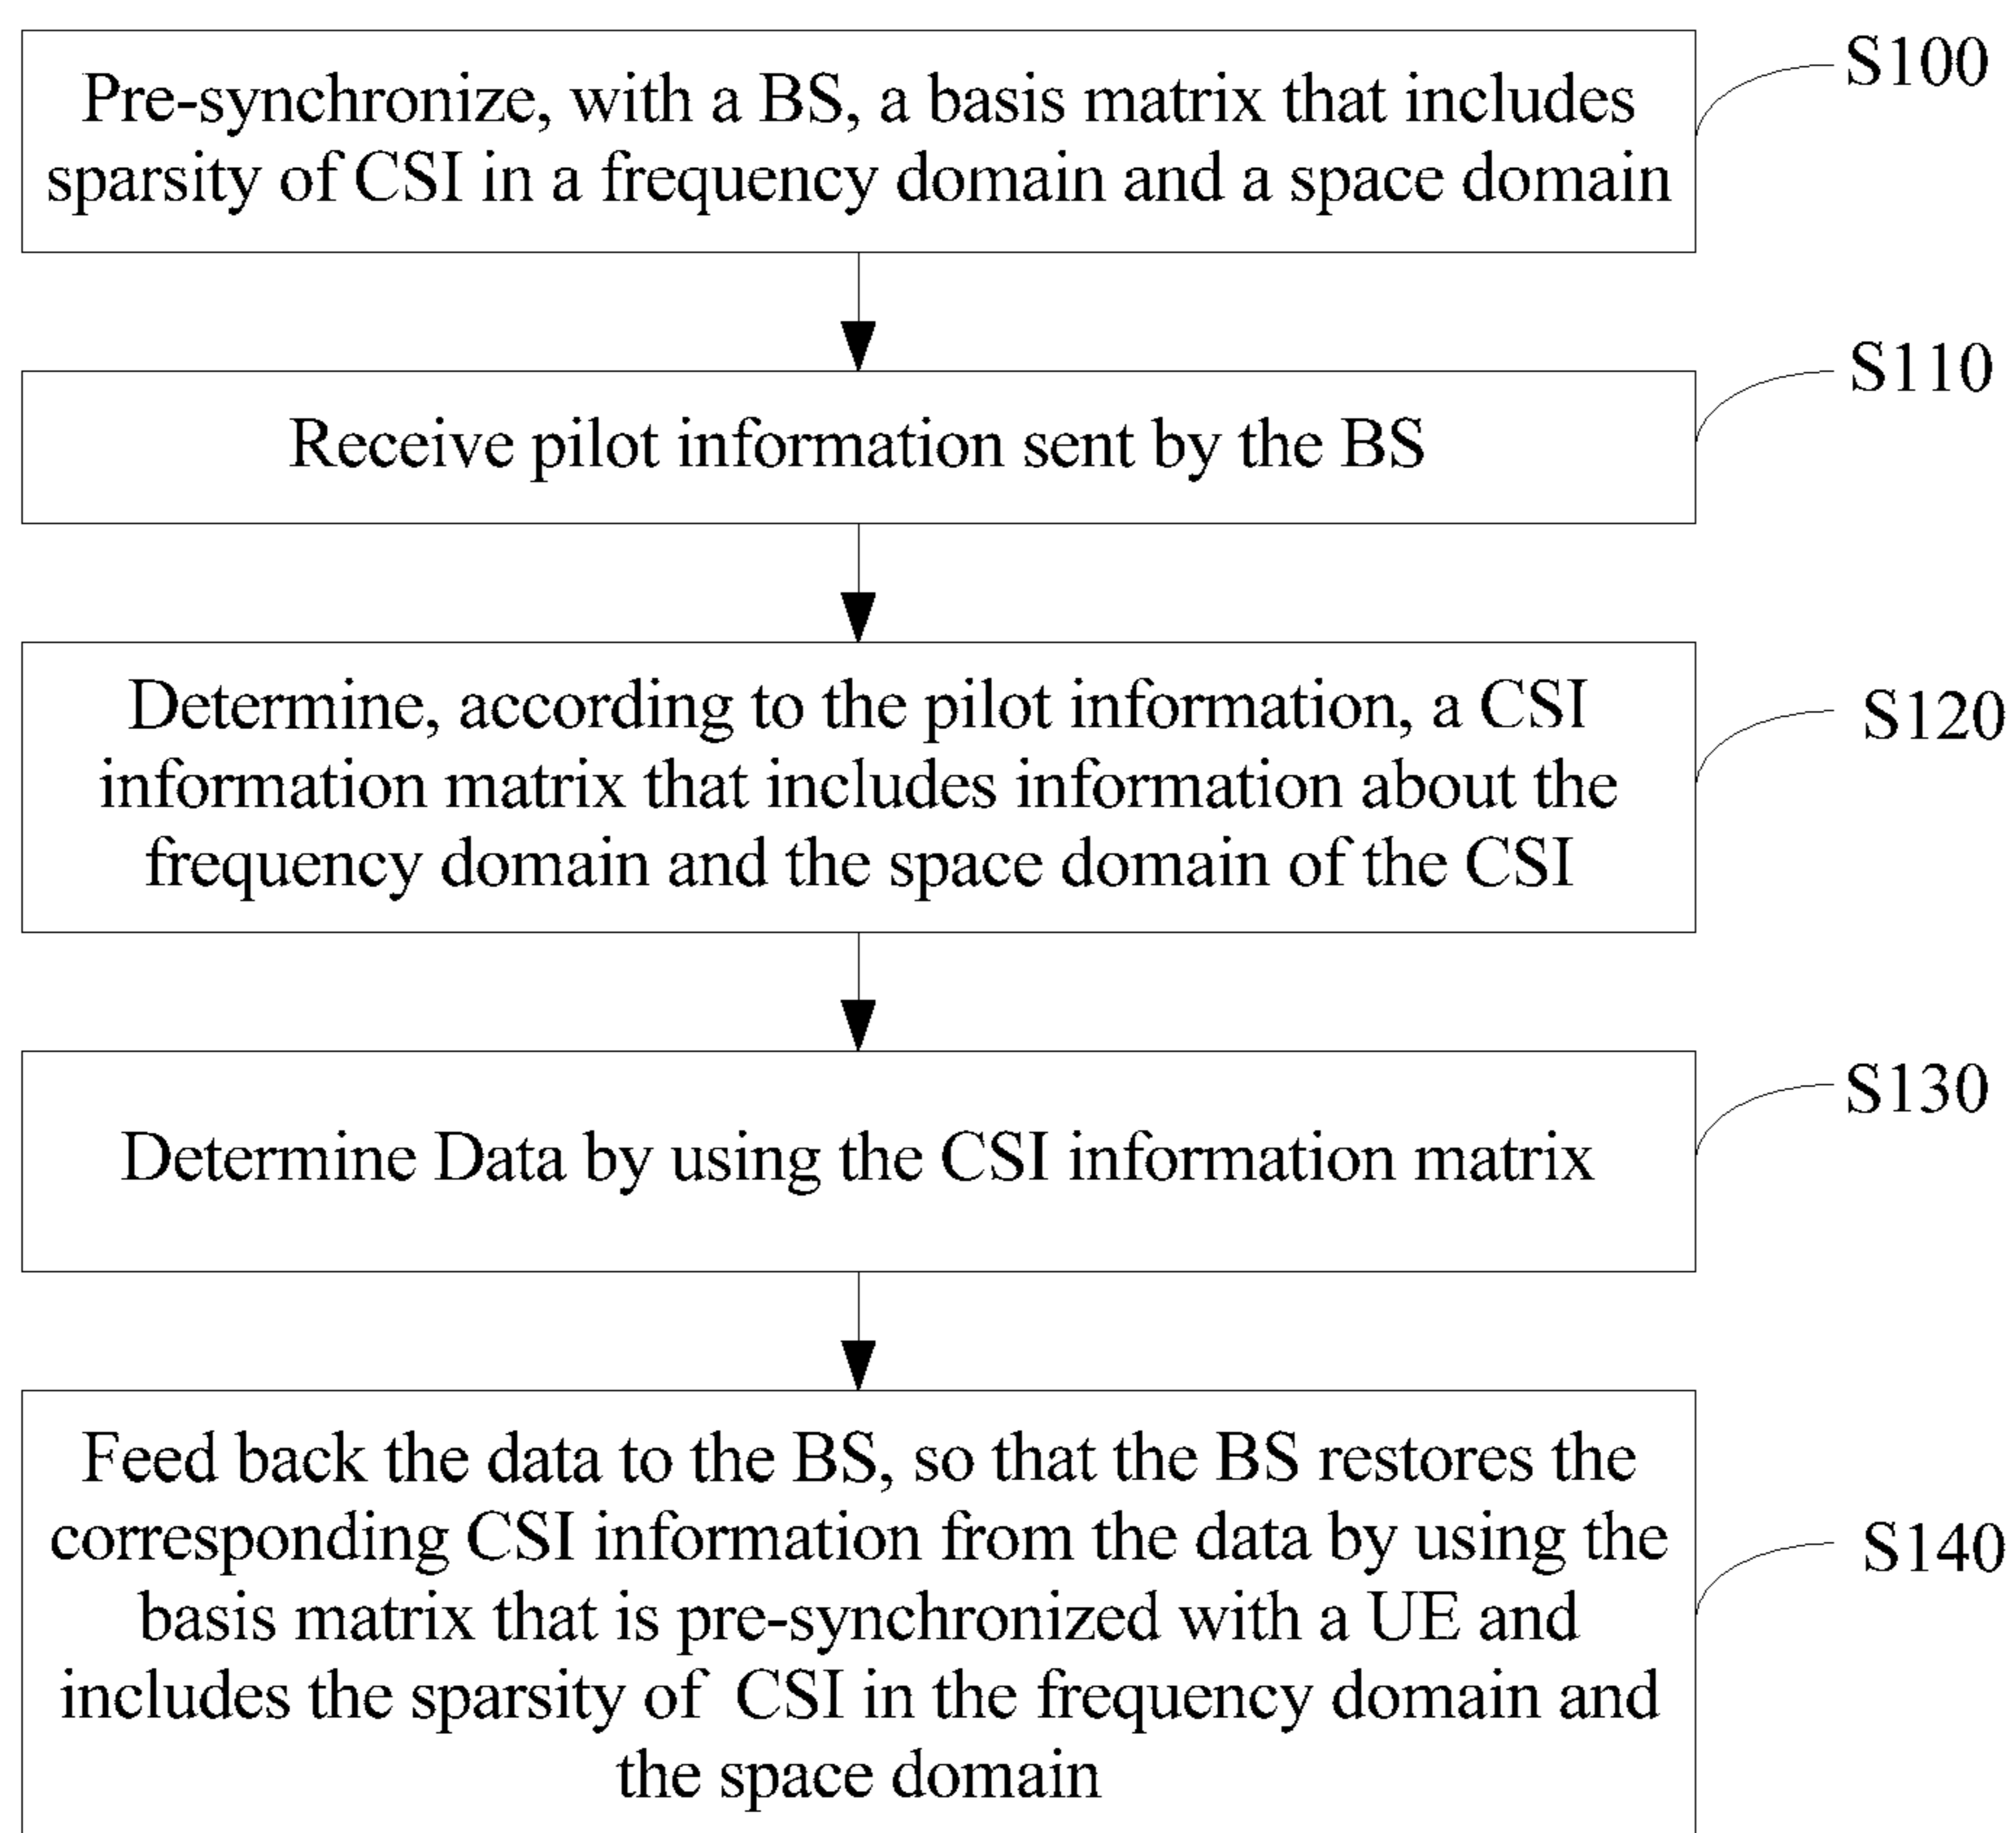 Pre-synchronize, with a BS, a basis matrix that includes
sparsity of CSI in a frequency domain and a space domain
S100
Receive pilot information sent by the BS
S110
Determine, according to the pilot information, a CSI
information matrix that includes information about the
frequency domain and the space domain of the CSI
S120
Determine Data by using the CSI information matrix
S130
Feed back the data to the BS, so that the BS restores the
corresponding CSI information from the data by using the
basis matrix that is pre-synchronized with a UE and
includes the sparsity of CSI in the frequency domain and
the space domain
S140